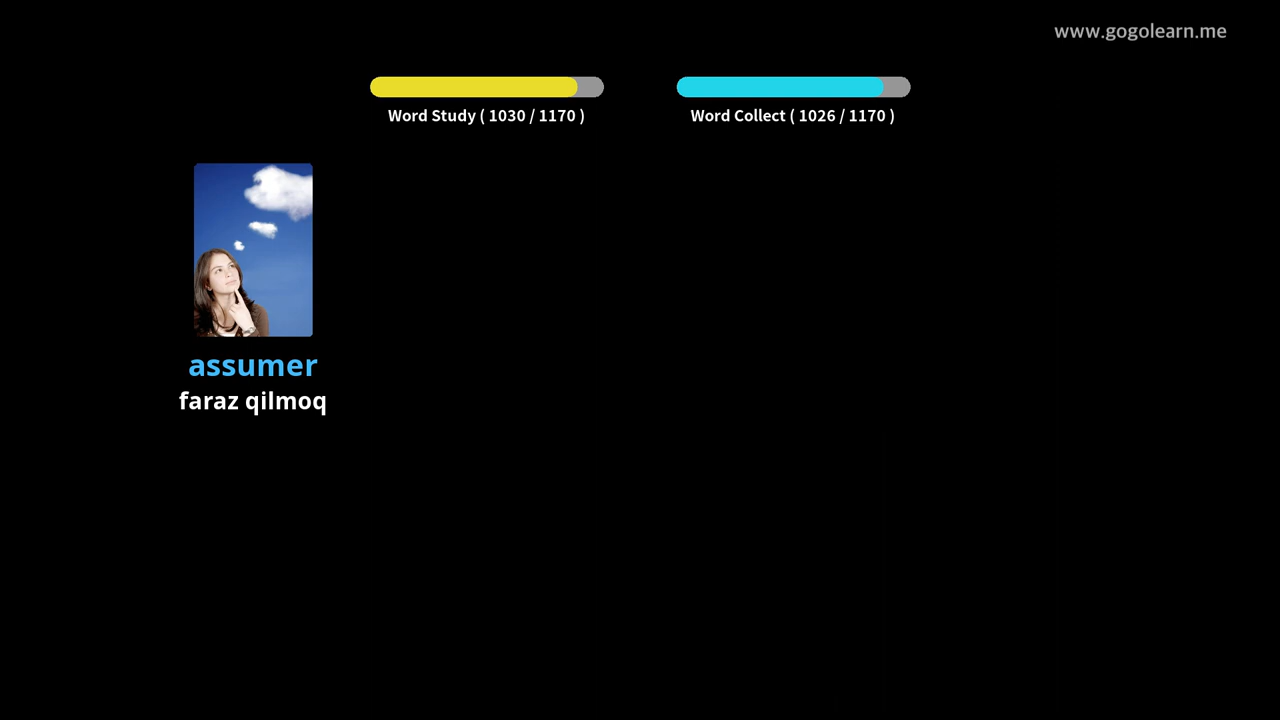 www.gogolearn.me
Word Study ( 1030 / 1170 )
Word Collect ( 1026 / 1170 )
assumer
faraz qilmoq